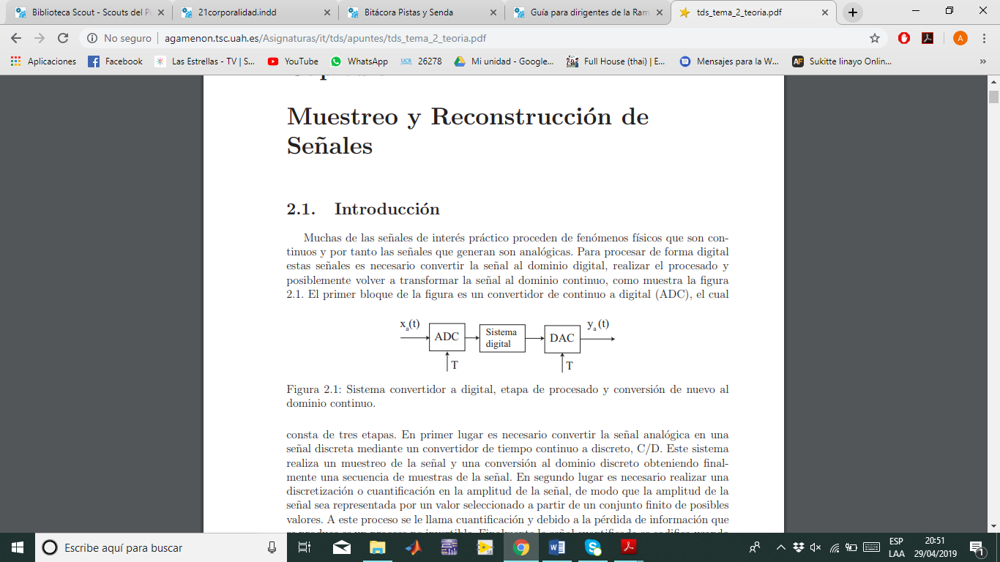 Biblioteca Scout - Scouts del P
21corporalidad.indd
Bitácora Pistas y Senda
Guía para dirigentes de la Ram
tds_tema_2_teoria.pdf
No seguro
agamenon.tsc.uah.es/Asignaturas/it/tds/apuntes/tds_tema_2_teoria.pdf
A
Aplicaciones
Facebook
Las Estrellas - TV | S...
YouTube
WhatsApp
UCR 26278
Mi unidad - Google...
Full House (thai) | E...
Mensajes para la W...
AF Sukitte Iinayo Onlin...
»
Muestreo y Reconstrucción de
Señales
2.1. Introducción
Muchas de las señales de interés práctico proceden de fenómenos físicos que son con-
tinuos y por tanto las señales que generan son analógicas. Para procesar de forma digital
estas señales es necesario convertir la señal al dominio digital, realizar el procesado y
posiblemente volver a transformar la señal al dominio continuo, como muestra la figura
2.1. El primer bloque de la figura es un convertidor de continuo a digital (ADC), el cual
xa(t)
ADC
Sistema
digital
DAC
ya(t)
T
T
Figura 2.1: Sistema convertidor a digital, etapa de procesado y conversión de nuevo al
dominio continuo.
consta de tres etapas. En primer lugar es necesario convertir la señal analógica en una
señal discreta mediante un convertidor de tiempo continuo a discreto, C/D. Este sistema
realiza un muestreo de la señal y una conversión al dominio discreto obteniendo final-
mente una secuencia de muestras de la señal. En segundo lugar es necesario realizar una
discretización o cuantificación en la amplitud de la señal, de modo que la amplitud de la
señal sea representada por un valor seleccionado a partir de un conjunto finito de posibles
valores. A este proceso se le llama cuantificación y debido a la pérdida de información que
Escribe aquí para buscar
ESP
LAA
20:51
29/04/2019
1